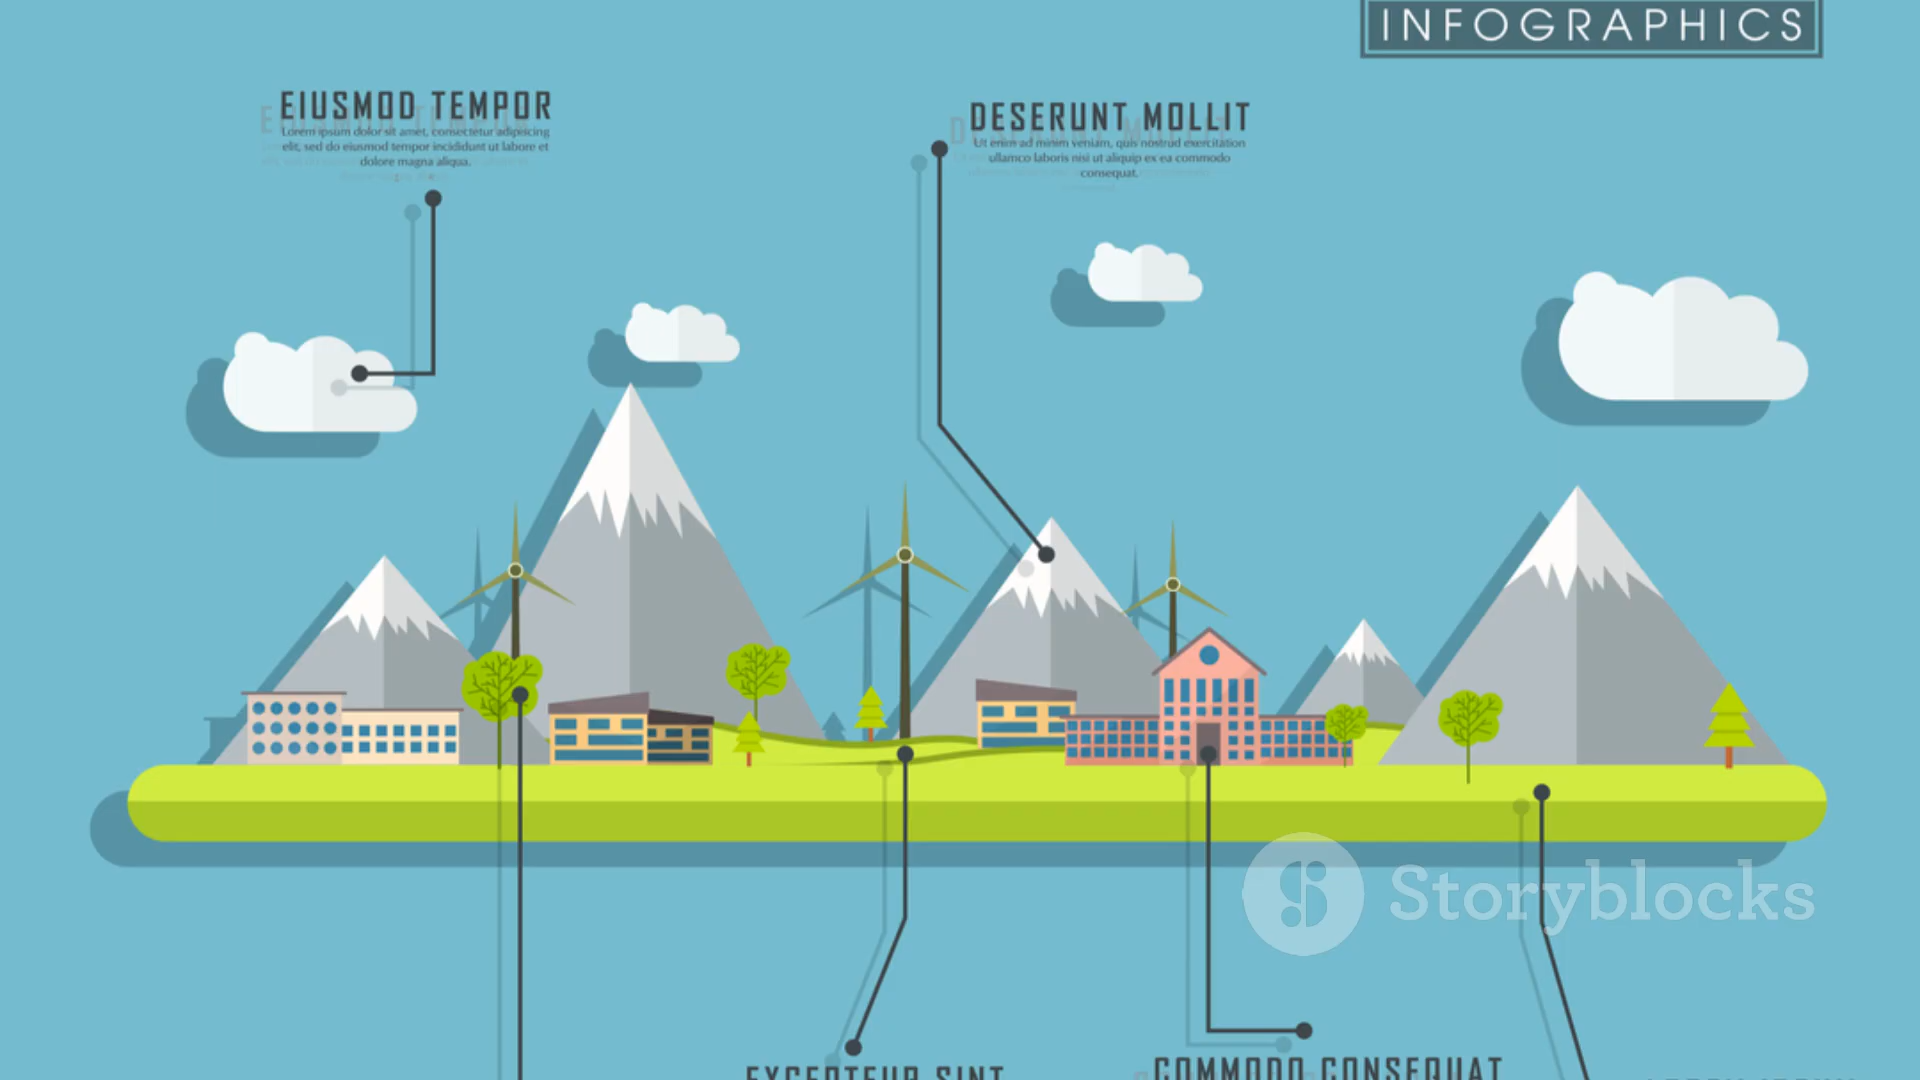 INFOGRAPHICS
EIUSMOD TEMPOR
Lorem ipsum dolor sit amet, consectetur adipiscing
elit, sed do eiusmod tempor incididunt ut labore et
dolore magna aliqua.
DESERUNT MOLLIT
Ut enim ad minim veniam, quis nostrud exercitation
ullamco laboris nisi ut aliquip ex ea commodo
consequat.
Storyblocks
EXCEPTEUR SINT
COMMODO CONSEQUAT